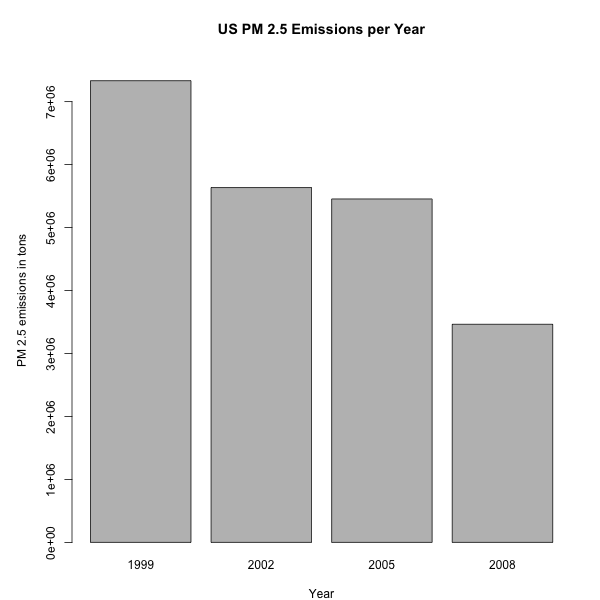 US PM 2.5 Emissions per Year
PM 2.5 emissions in tons
7e+06
6e+06
5e+06
4e+06
3e+06
2e+06
1e+06
0e+00
1999 2002 2005 2008
Year